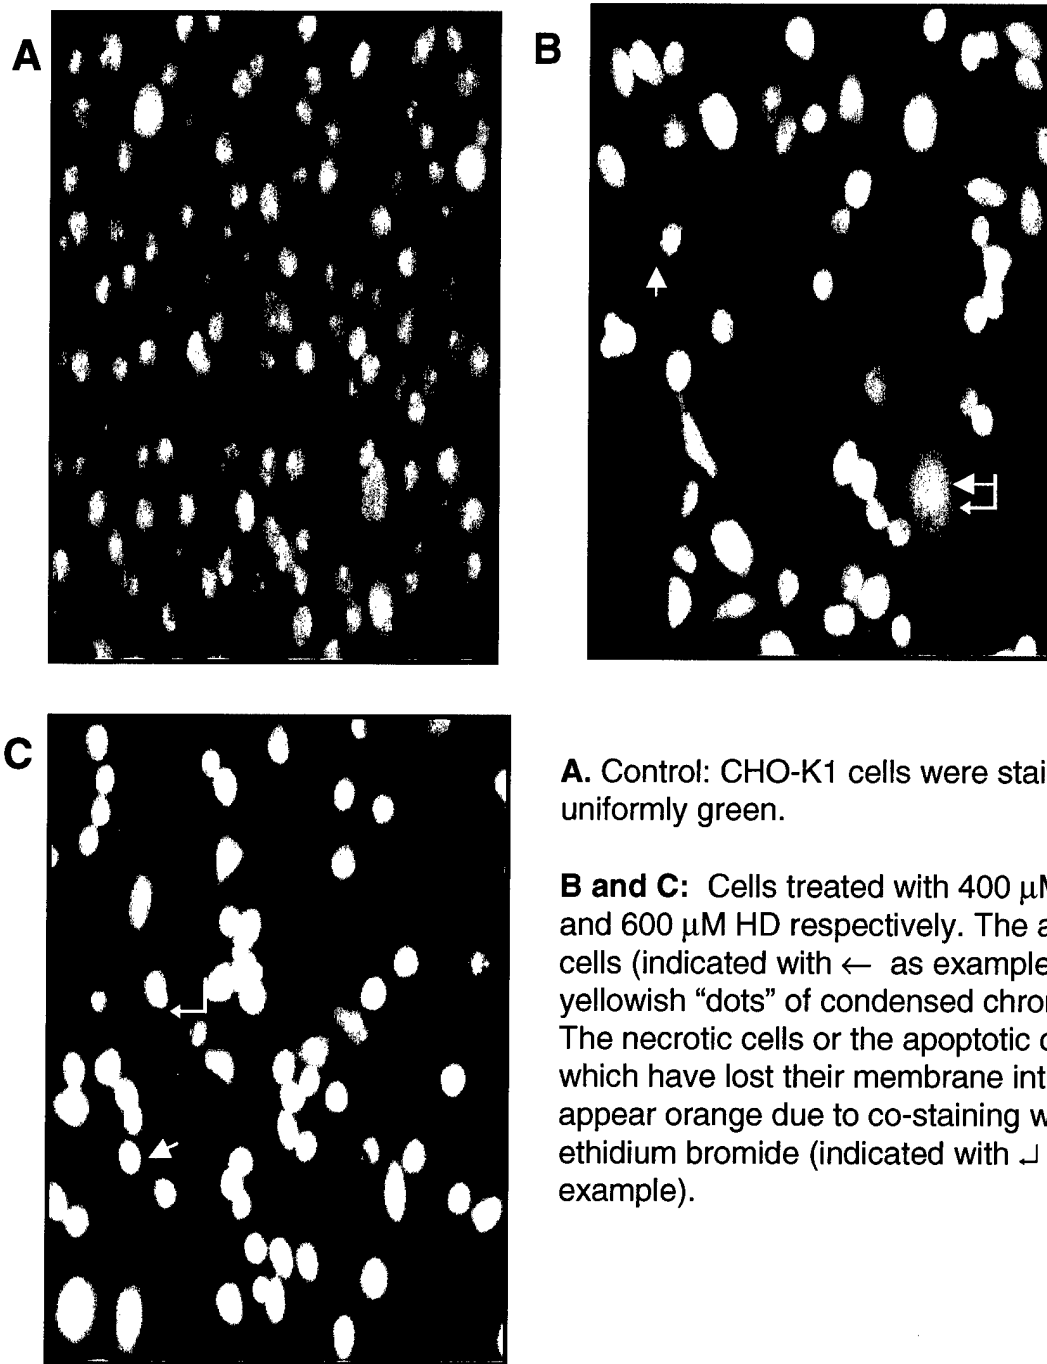 A
B
C
A. Control: CHO-K1 cells were stai
uniformly green.
B and C: Cells treated with 400 μM
and 600 μM HD respectively. The a
cells (indicated with ← as example
yellowish “dots” of condensed chron
The necrotic cells or the apoptotic c
which have lost their membrane int
appear orange due to co-staining w
ethidium bromide (indicated with ↲
example).